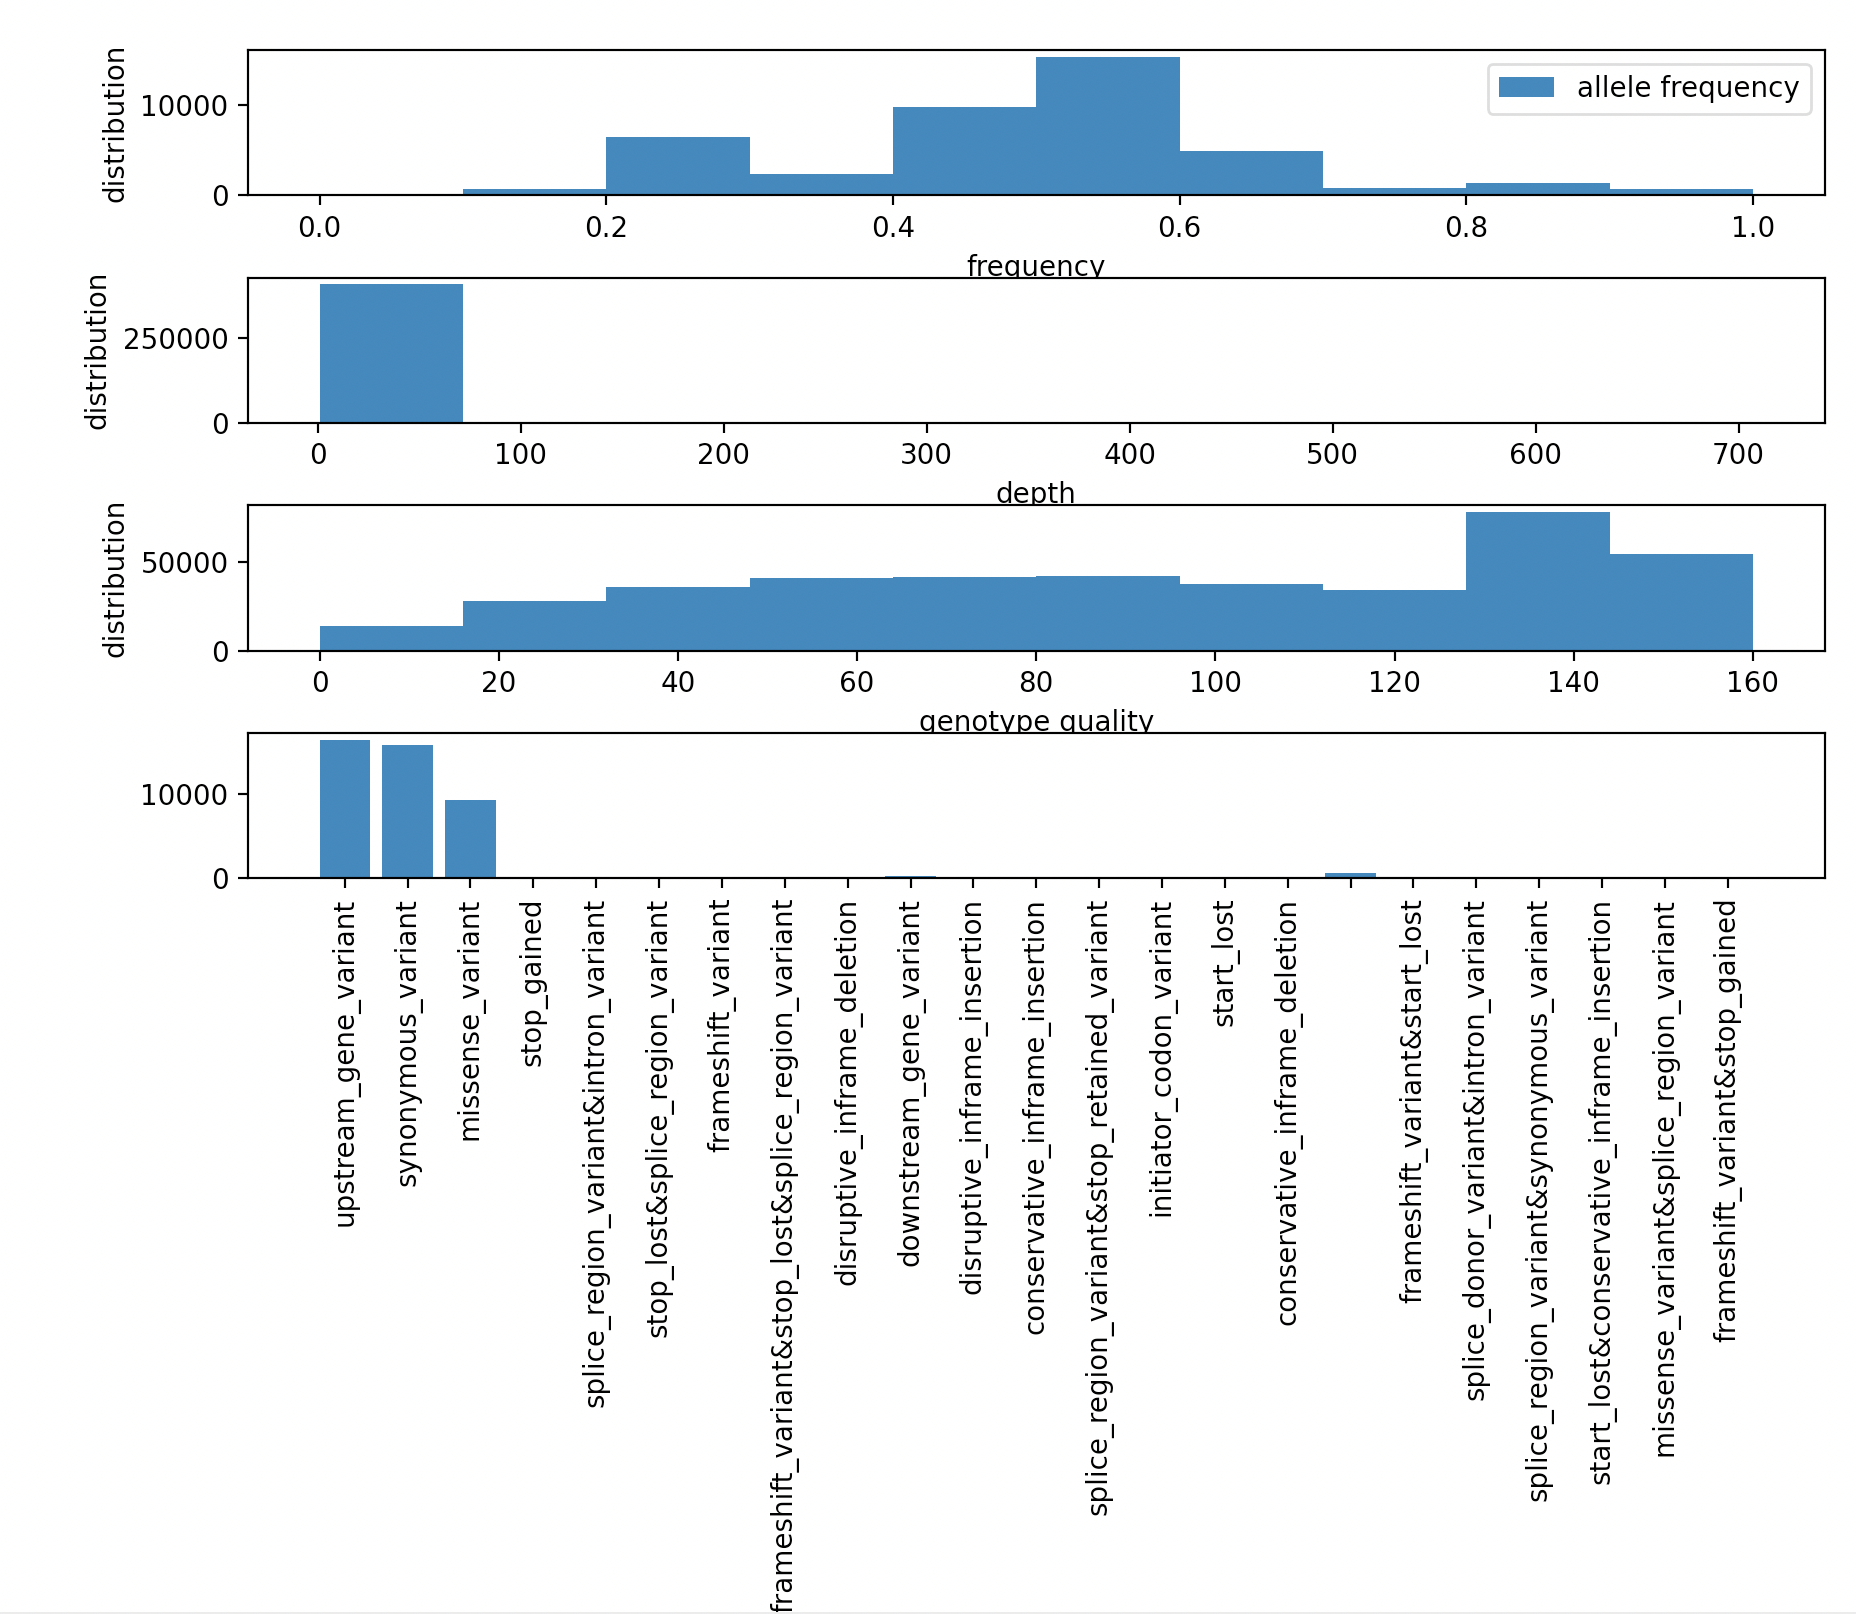 distribution
10000
0
allele frequency
0.0 0.2 0.4 0.6 0.8 1.0
frequency
distribution
250000
0
0 100 200 300 400 500 600 700
depth
distribution
50000
0
0 20 40 60 80 100 120 140 160
genotype quality
10000
0
upstream_gene_variant
synonymous_variant
missense_variant
stop_gained
splice_region_variant&intron_variant
stop_lost&splice_region_variant
frameshift_variant
frameshift_variant&stop_lost&splice_region_variant
disruptive_inframe_deletion
downstream_gene_variant
disruptive_inframe_insertion
conservative_inframe_insertion
splice_region_variant&stop_retained_variant
initiator_codon_variant
start_lost
conservative_inframe_deletion
frameshift_variant&start_lost
splice_donor_variant&intron_variant
splice_region_variant&synonymous_variant
start_lost&conservative_inframe_insertion
missense_variant&splice_region_variant
frameshift_variant&stop_gained